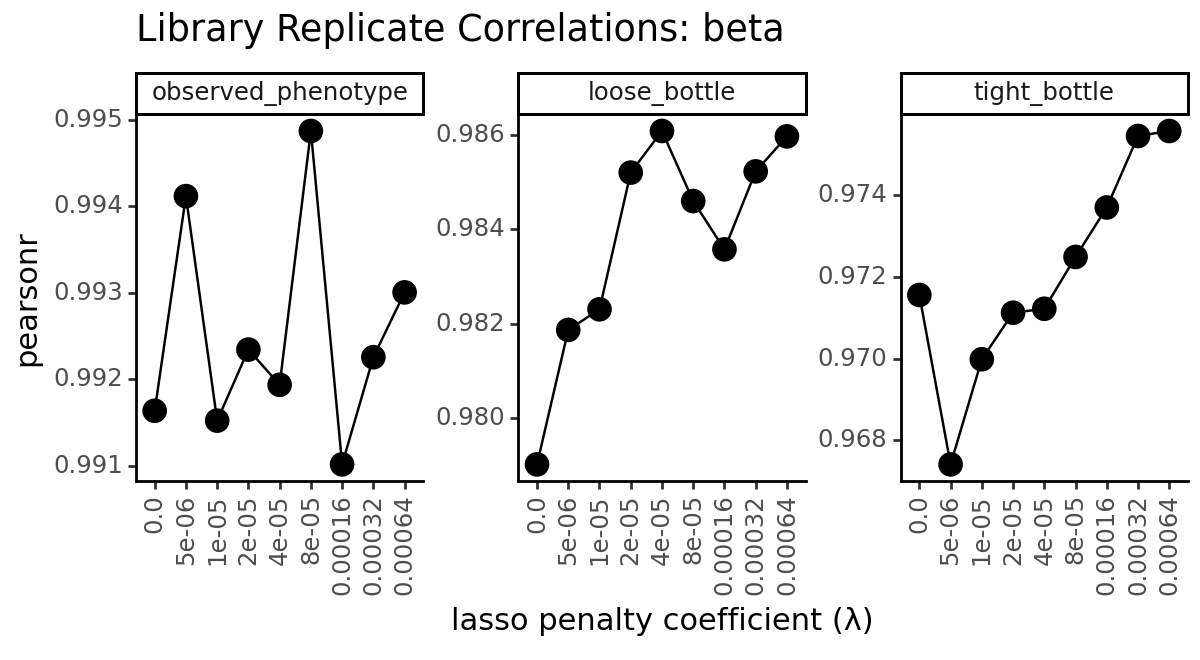 Library Replicate Correlations: beta
observed_phenotype
loose_bottle
tight_bottle
pearsonr
0.995
0.994
0.993
0.992
0.991
0.986
0.984
0.982
0.980
0.974
0.972
0.970
0.968
0.0
5e-06
1e-05
2e-05
4e-05
8e-05
0.00016
0.00032
0.00064
0.0
5e-06
1e-05
2e-05
4e-05
8e-05
0.00016
0.00032
0.00064
0.0
5e-06
1e-05
2e-05
4e-05
8e-05
0.00016
0.00032
0.00064
lasso penalty coefficient (λ)